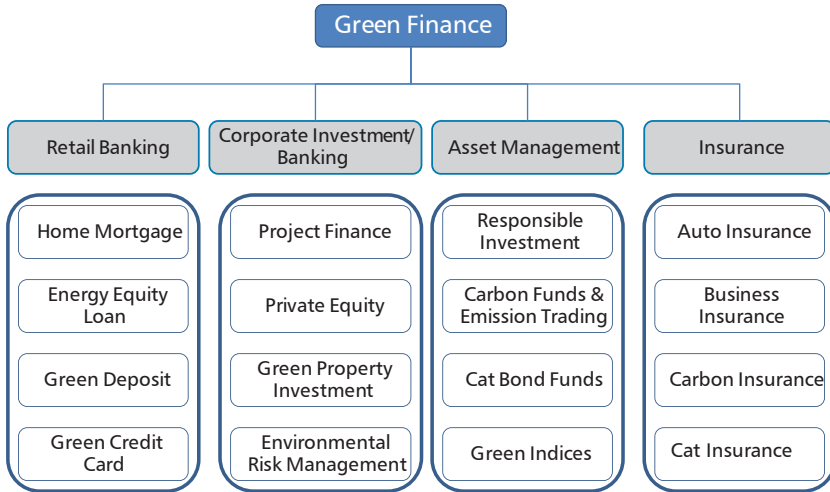 Green Finance
Retail Banking
Corporate Investment/
Banking
Asset Management
Insurance
Home Mortgage
Energy Equity
Loan
Green Deposit
Green Credit
Card
Project Finance
Private Equity
Green Property
Investment
Environmental
Risk Management
Responsible
Investment
Carbon Funds &
Emission Trading
Cat Bond Funds
Green Indices
Auto Insurance
Business
Insurance
Carbon Insurance
Cat Insurance